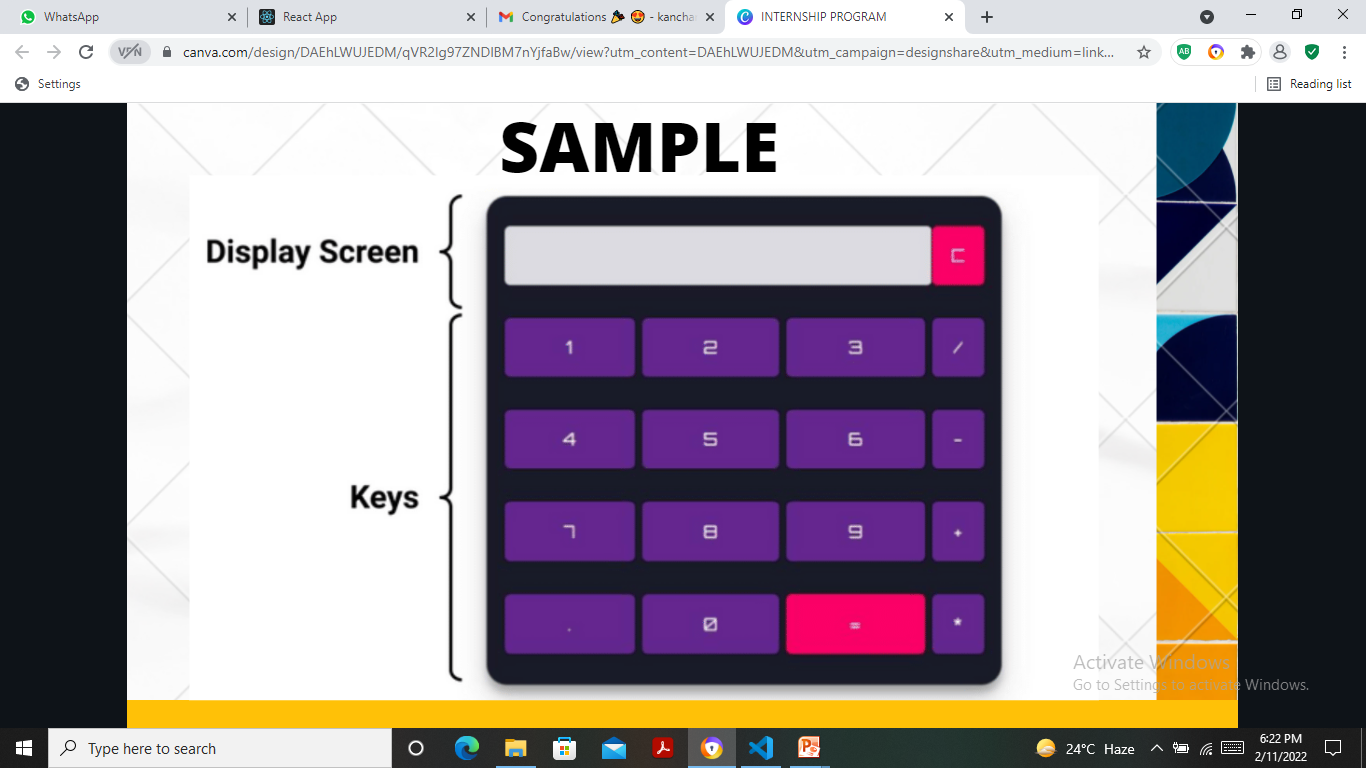 WhatsApp
React App
Congratulations 🎉 😍 - kancha
INTERNSHIP PROGRAM
VPN
canva.com/design/DAEhLWUJEDM/qVR2Ig97ZNDIBM7nYjfaBw/view?utm_content=DAEhLWUJEDM&utm_campaign=designshare&utm_medium=link...
Settings
Reading list
SAMPLE
Display Screen
C
1 2 3 /
4 5 6 -
Keys
7 8 9 +
. 0 = *
Activate Windows
Go to Settings to activate Windows.
Type here to search
24°C Haze
6:22 PM
2/11/2022